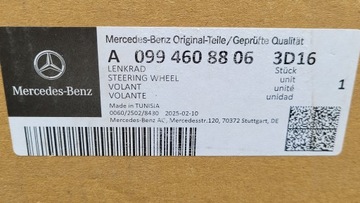 Mercedes-Benz Original-Teile/Geprüfte Qualität
A 099 460 88 06 3D16
LENKRAD Stück
STEERING WHEEL unit
VOLANT unité
VOLANTE unidad 1
Mercedes-Benz
Made in TUNISIA
0060/2502/8430 2025-02-10
Mercedes-Benz AG, Mercedesstr.120, 70372 Stuttgart, DE